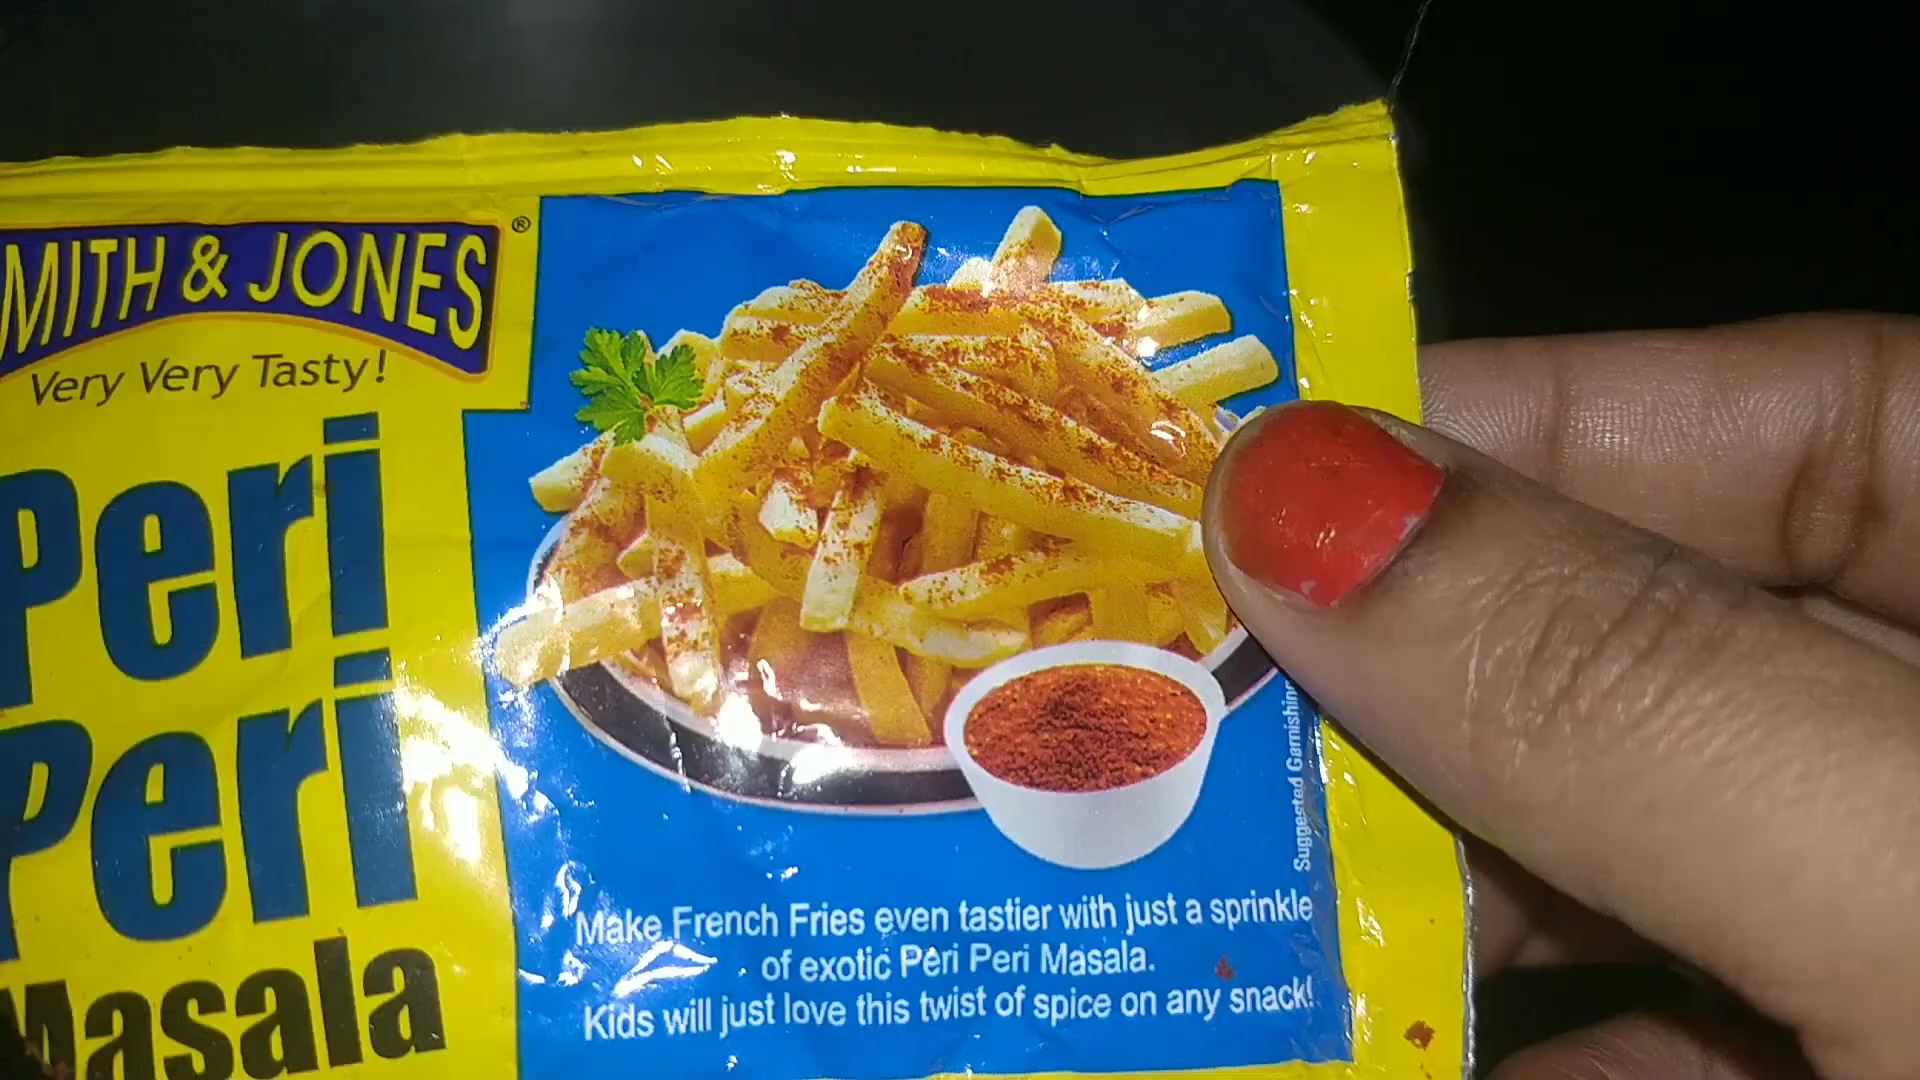 MITH & JONES®
Very Very Tasty!
Peri
Peri
Masala
Suggested Garnishing
Make French Fries even tastier with just a sprinkle
of exotic Peri Peri Masala.
Kids will just love this twist of spice on any snack!